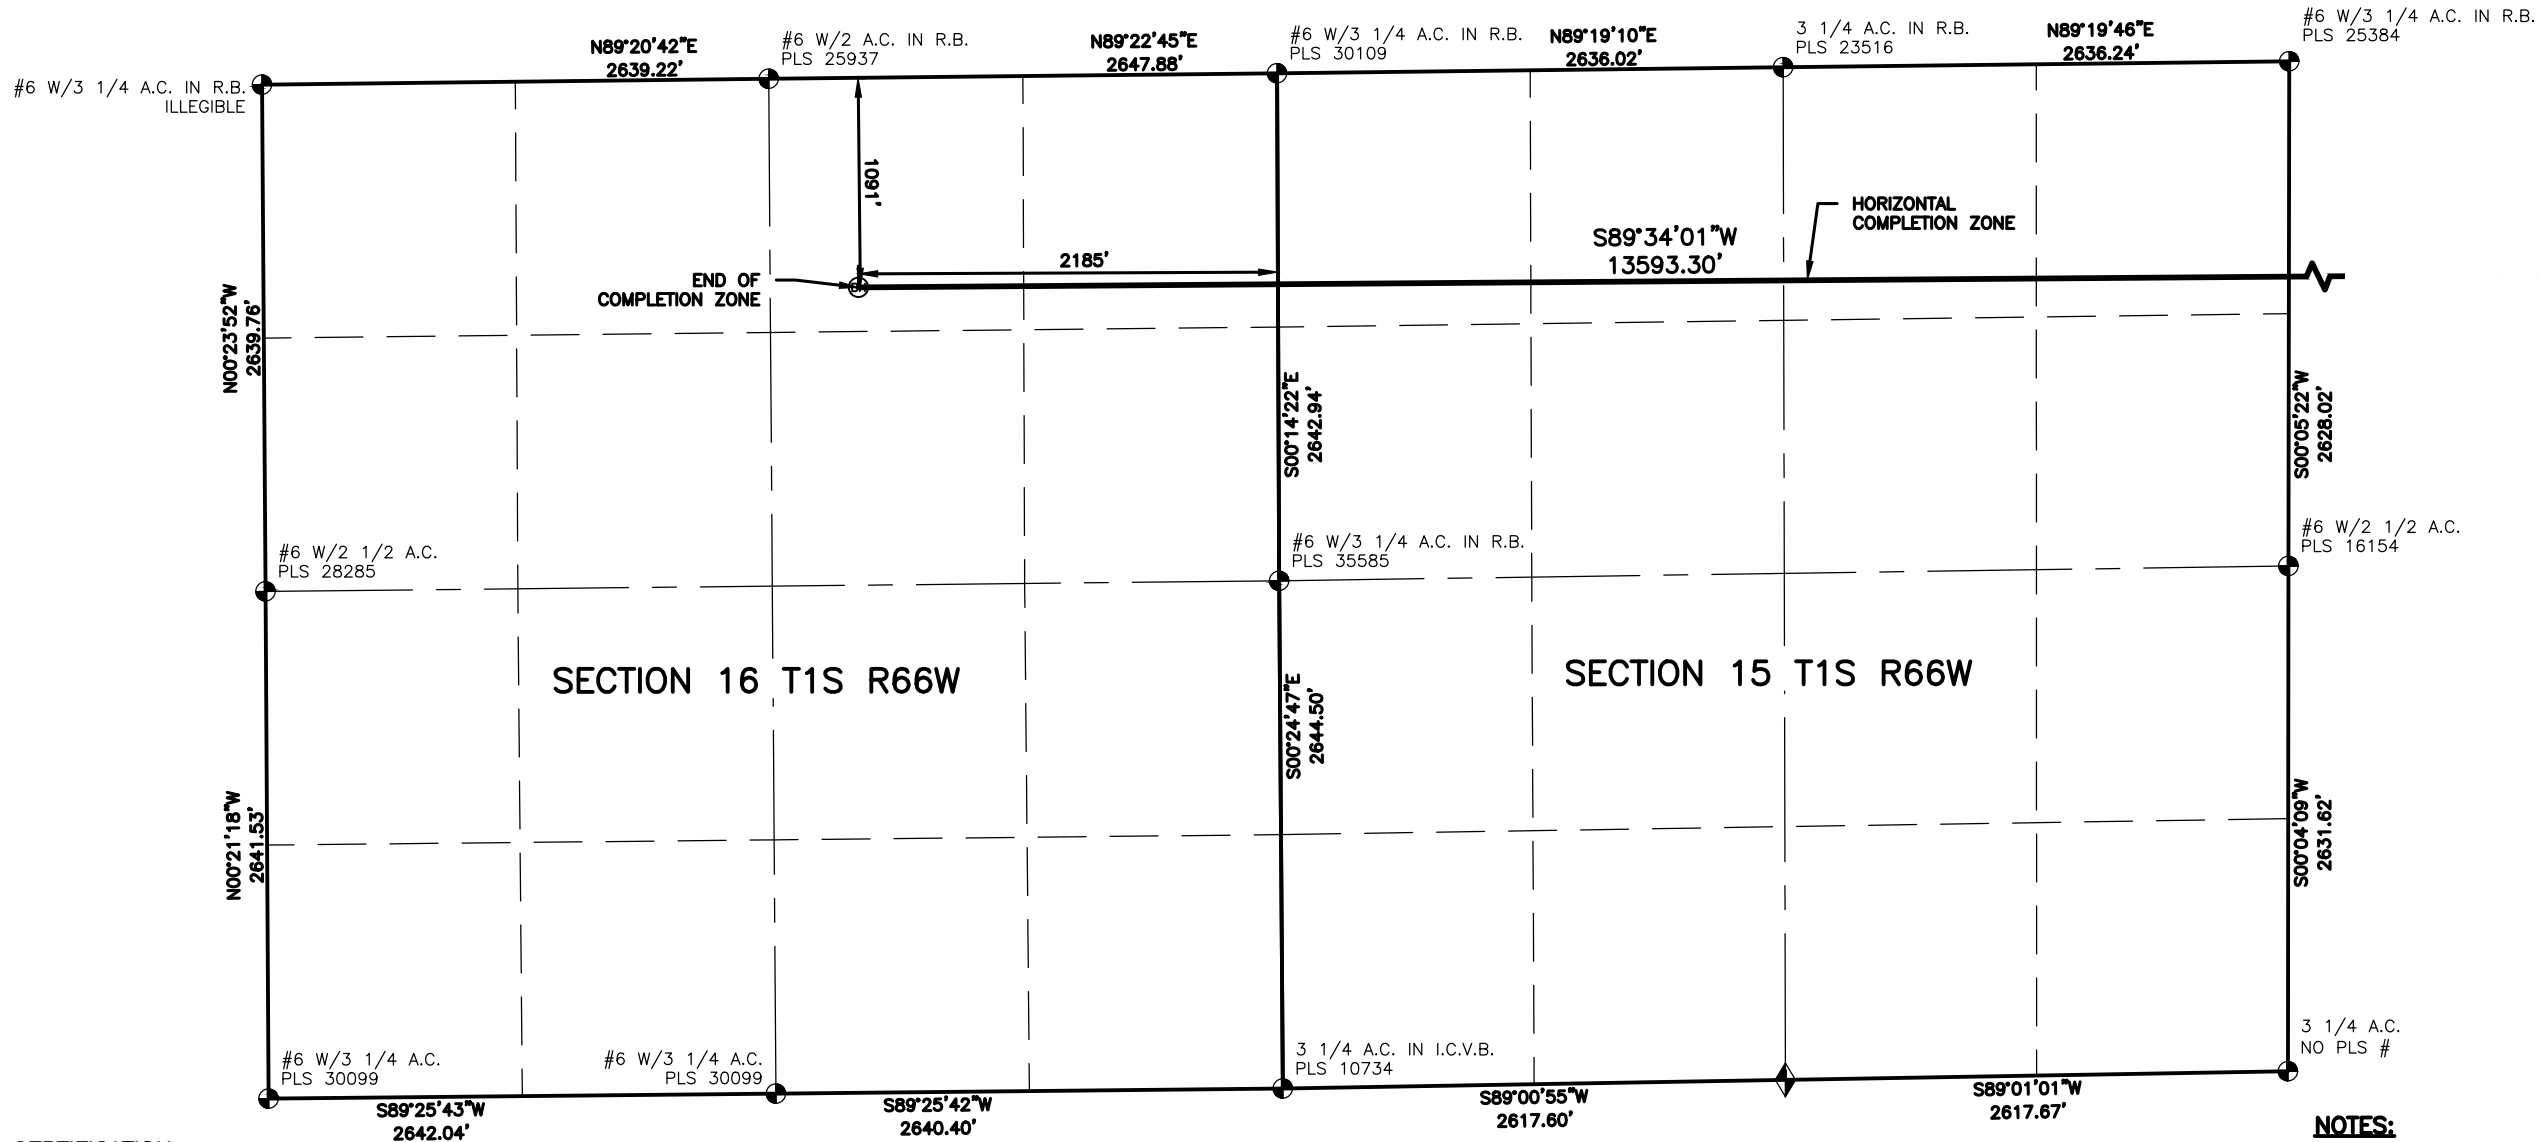 #6 W/3 1/4 A.C. IN R.B.
ILLEGIBLE
N89°20'42"E
2639.22'
#6 W/2 A.C. IN R.B.
PLS 25937
N89°22'45"E
2647.88'
#6 W/3 1/4 A.C. IN R.B.
PLS 30109
N89°19'10"E
2636.02'
3 1/4 A.C. IN R.B.
PLS 23516
N89°19'46"E
2636.24'
#6 W/3 1/4 A.C. IN R.B.
PLS 25384
1091'
2185'
END OF
COMPLETION ZONE
S89°34'01"W
13593.30'
HORIZONTAL
COMPLETION ZONE
N00°23'52"W
2639.76'
S00°14'22"E
2642.94'
S00°05'22"W
2628.02'
#6 W/2 1/2 A.C.
PLS 28285
#6 W/3 1/4 A.C. IN R.B.
PLS 35585
#6 W/2 1/2 A.C.
PLS 16154
SECTION 16 T1S R66W
SECTION 15 T1S R66W
N00°21'18"W
2641.53'
S00°24'47"E
2644.50'
S00°04'09"W
2631.62'
#6 W/3 1/4 A.C.
PLS 30099
#6 W/3 1/4 A.C.
PLS 30099
3 1/4 A.C. IN I.C.V.B.
PLS 10734
3 1/4 A.C.
NO PLS #
S89°25'43"W
2642.04'
S89°25'42"W
2640.40'
S89°00'55"W
2617.60'
S89°01'01"W
2617.67'
NOTES: